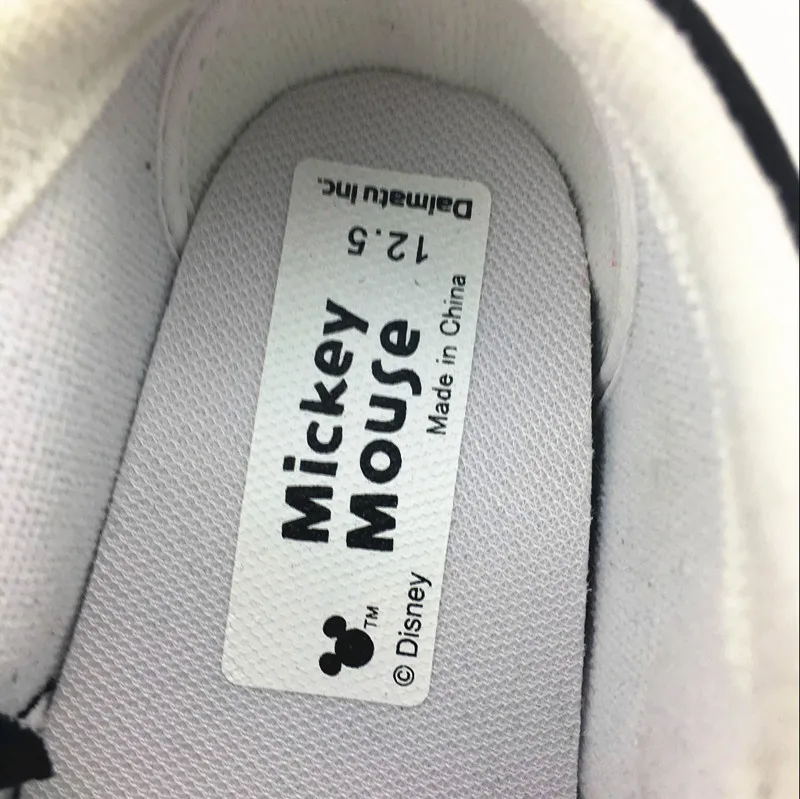 Dalmatu Inc.
12.5
Mickey
Mouse
Made in China
TM
© Disney